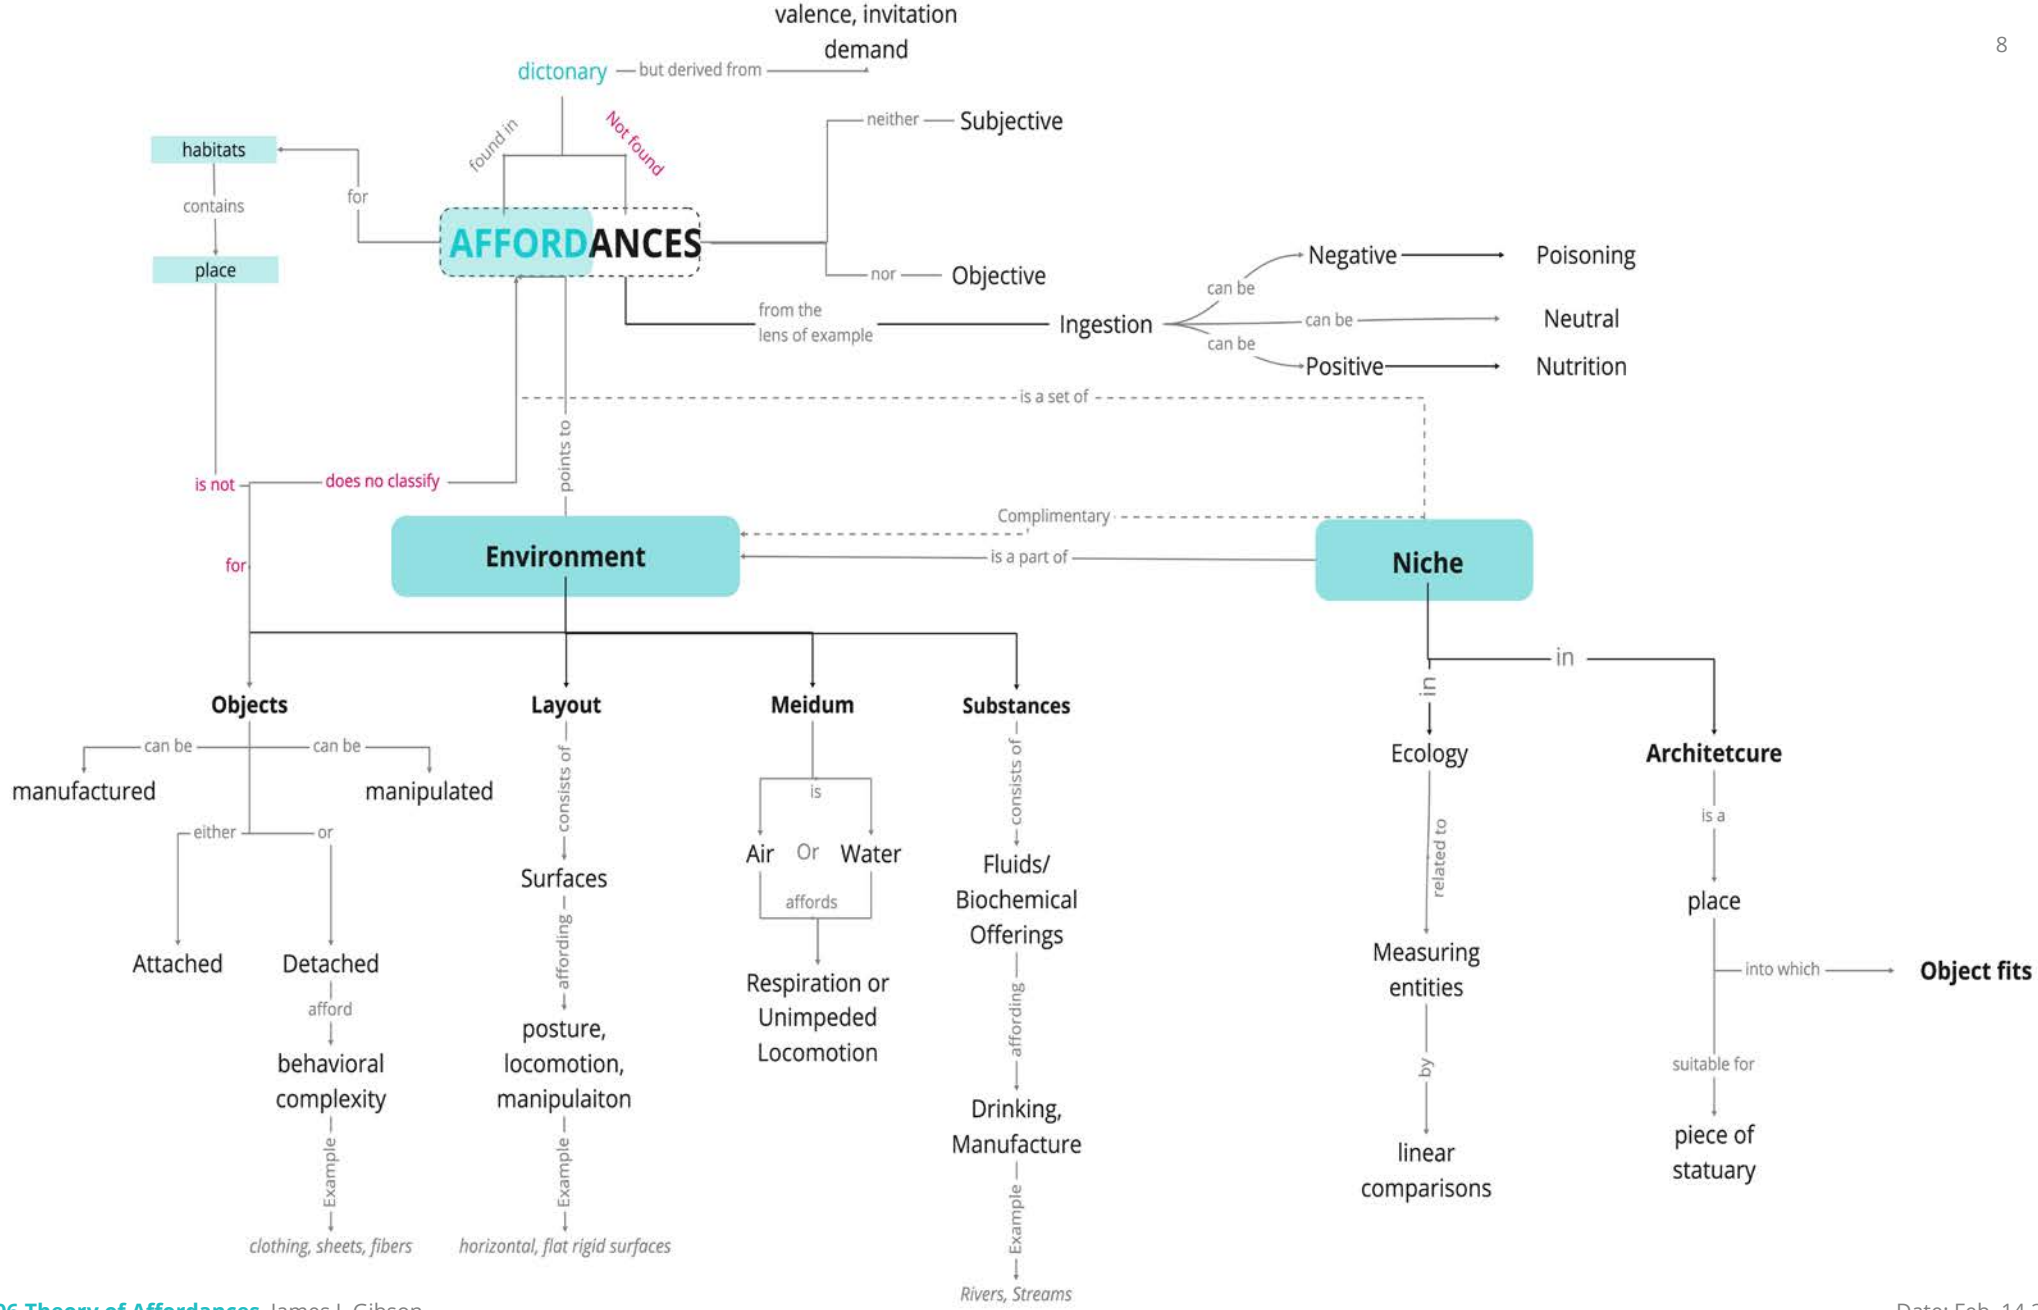 valence, invitation
demand
8
dictonary
but derived from
found in
Not found
neither
Subjective
habitats
for
contains
AFFORDANCES
place
nor
Objective
Negative
Poisoning
can be
from the
lens of example
Ingestion
can be
Neutral
can be
Positive
Nutrition
is a set of
points to
is not
does no classify
Complimentary
Environment
is a part of
Niche
for
in
in
Objects
Layout
Meidum
Substances
can be
can be
consists of
consists of
Ecology
Architetcure
manufactured
manipulated
is
is a
either
or
related to
Air
Or
Water
Fluids/
Biochemical
Offerings
Surfaces
affords
place
affording
Attached
Detached
Measuring
entities
into which
Object fits
afford
Respiration or
Unimpeded
Locomotion
affording
posture,
locomotion,
manipulaiton
behavioral
complexity
by
suitable for
Drinking,
Manufacture
piece of
statuary
Example
Example
linear
comparisons
Example
clothing, sheets, fibers
horizontal, flat rigid surfaces
Rivers, Streams
Theory of Affordances James J. Gibson
Date: Feb. 14